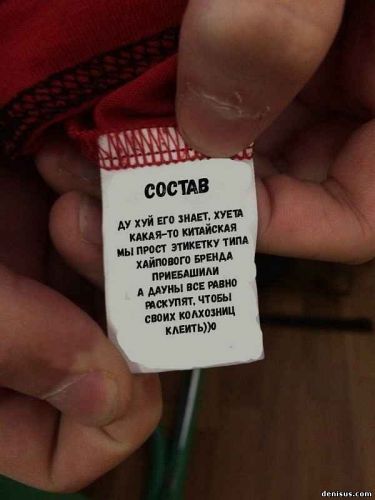 СОСТАВ
ДУ ХУЙ ЕГО ЗНАЕТ, ХУЕТА
КАКАЯ-ТО КИТАЙСКАЯ
МЫ ПРОСТ ЭТИКЕТКУ ТИПА
ХАЙПОВОГО БРЕНДА
ПРИЕБАШИЛИ
А ДАУНЫ ВСЕ РАВНО
РАСКУПЯТ, ЧТОБЫ
СВОИХ КОЛХОЗНИЦ
КЛЕИТЬ))0
denisus.com